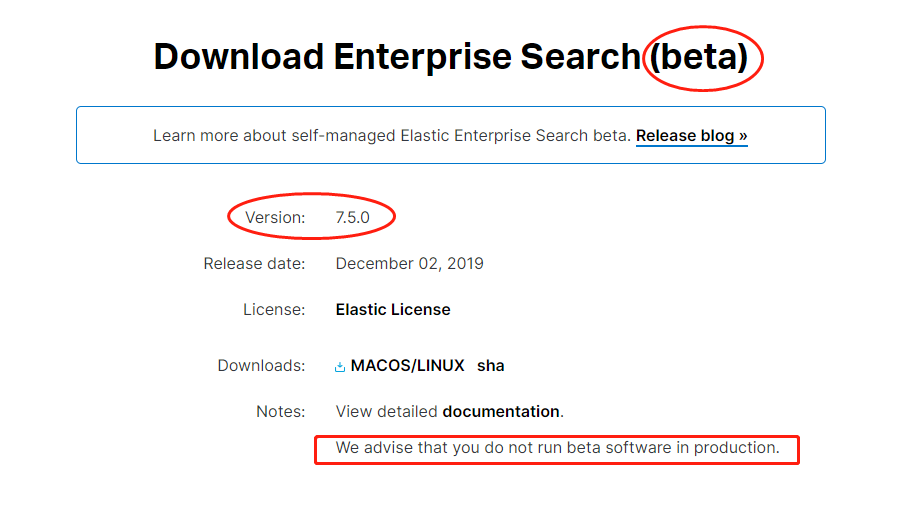 Download Enterprise Search (beta)
Learn more about self-managed Elastic Enterprise Search beta. Release blog »
Version: 7.5.0
Release date: December 02, 2019
License: Elastic License
Downloads: MACOS/LINUX sha
Notes: View detailed documentation.
We advise that you do not run beta software in production.